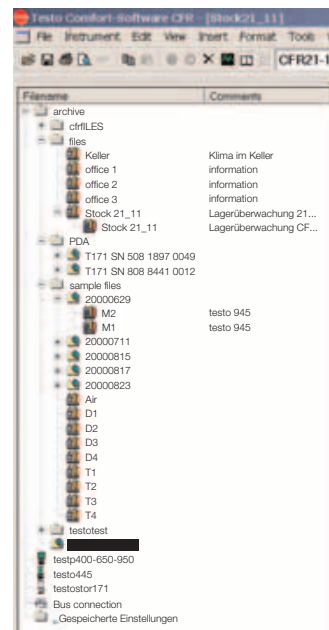 Testo Comfort-Software CFR - [Stock21_11]
File Instrument Edit View Insert Format Tools
CFR21-1
Filename Comments
archive
cfrfILES
files
Keller Klima im Keller
office 1 information
office 2 information
office 3 information
Stock 21_11 Lagerüberwachung 21...
Stock 21_11 Lagerüberwachung CF...
PDA
T171 SN 508 1897 0049
T171 SN 808 8441 0012
sample files
20000629
M2 testo 945
M1 testo 945
20000711
20000815
20000817
20000823
Air
D1
D2
D3
D4
T1
T2
T3
T4
testotest
testp400-650-950
testo445
testostor171
Bus connection
_Gespeicherte Einstellungen